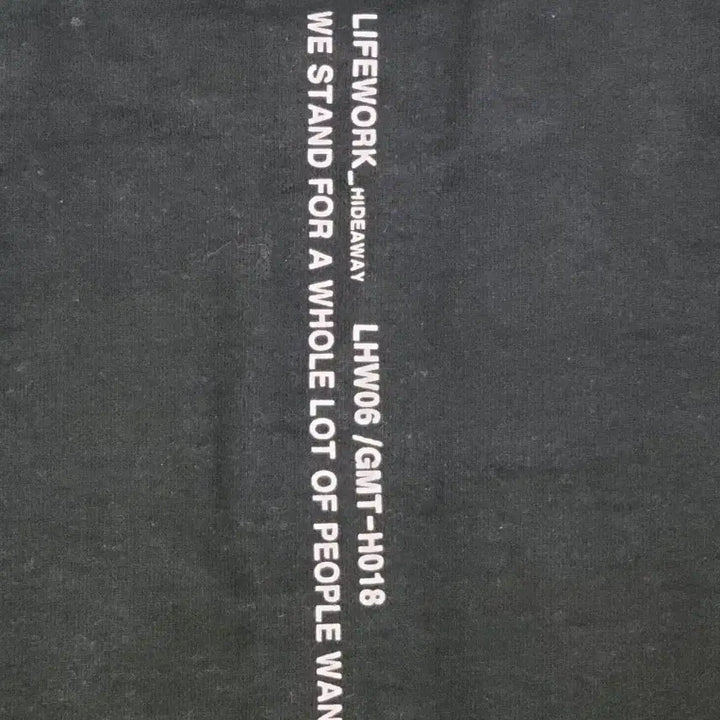 LIFEWORK_HIDEAWAY LHW06 /GMT-H018
WE STAND FOR A WHOLE LOT OF PEOPLE WAN